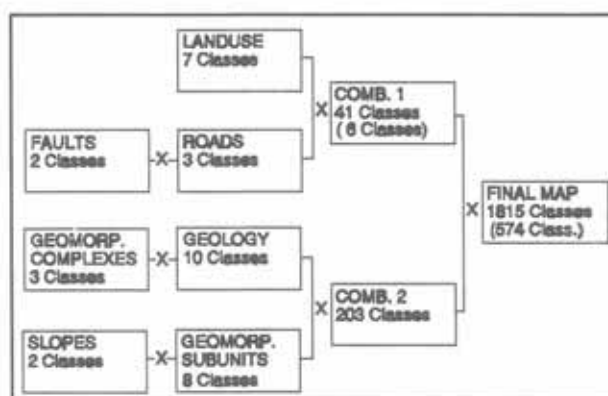 LANDUSE
7 Classes
FAULTS
2 Classes
X
ROADS
3 Classes
X
COMB. 1
41 Classes
( 6 Classes)
GEOMORP.
COMPLEXES
3 Classes
X
GEOLOGY
10 Classes
SLOPES
2 Classes
X
GEOMORP.
SUBUNITS
8 Classes
X
COMB. 2
203 Classes
X
FINAL MAP
1815 Classes
(574 Class.)